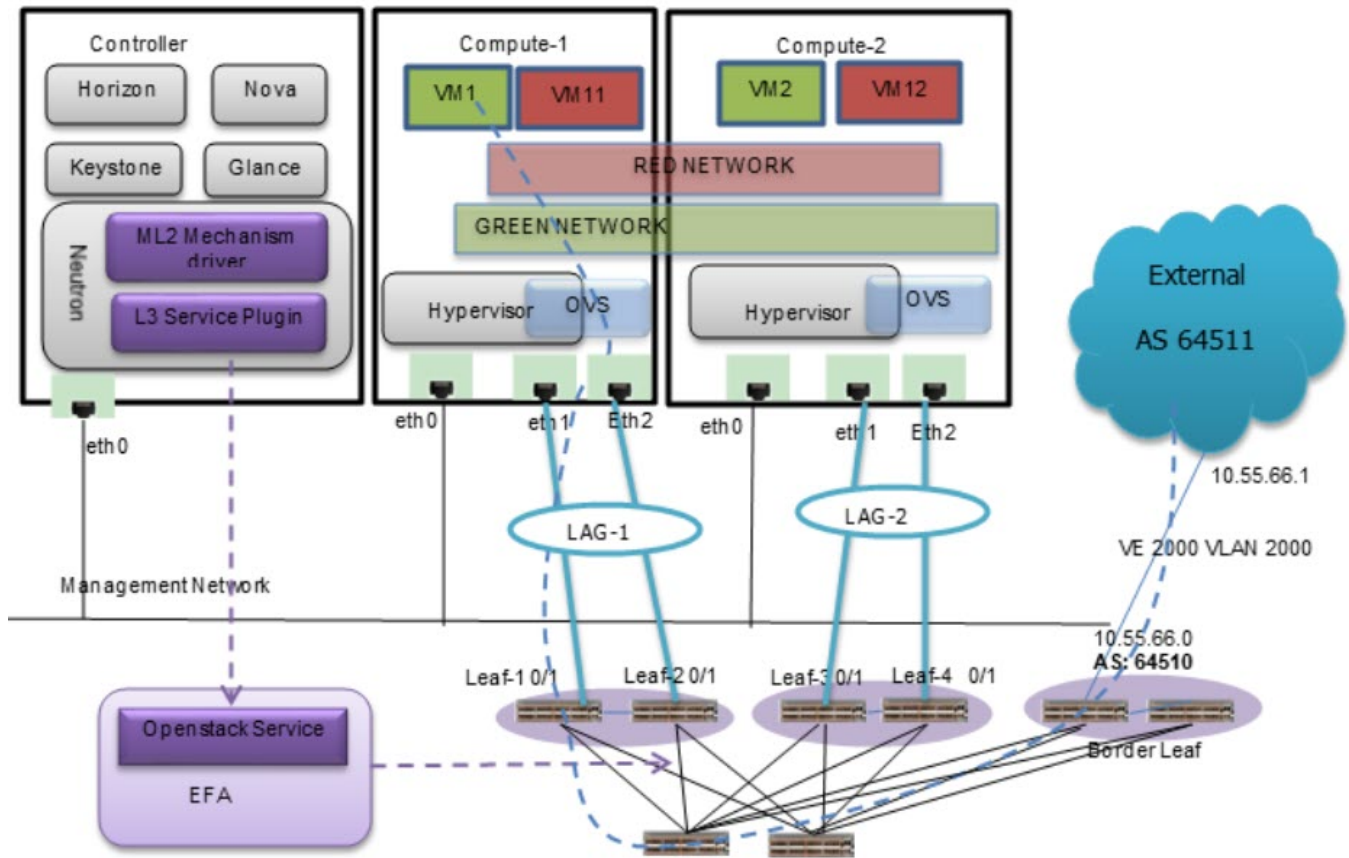 Controller
Horizon
Nova
Keystone
Glance
Neutron
ML2 Mechanism
driver
L3 Service Plugin
eth0
Compute-1
VM1
VM11
Compute-2
VM2
VM12
RED NETWORK
GREEN NETWORK
Hypervisor
OVS
Hypervisor
OVS
eth0
eth1
Eth2
eth0
eth1
Eth2
External
AS 64511
10.55.66.1
LAG-1
LAG-2
VE 2000 VLAN 2000
Management Network
10.55.66.0
AS: 64510
Leaf-1 0/1
Leaf-2 0/1
Leaf-3 0/1
Leaf-4 0/1
Border Leaf
Openstack Service
EFA